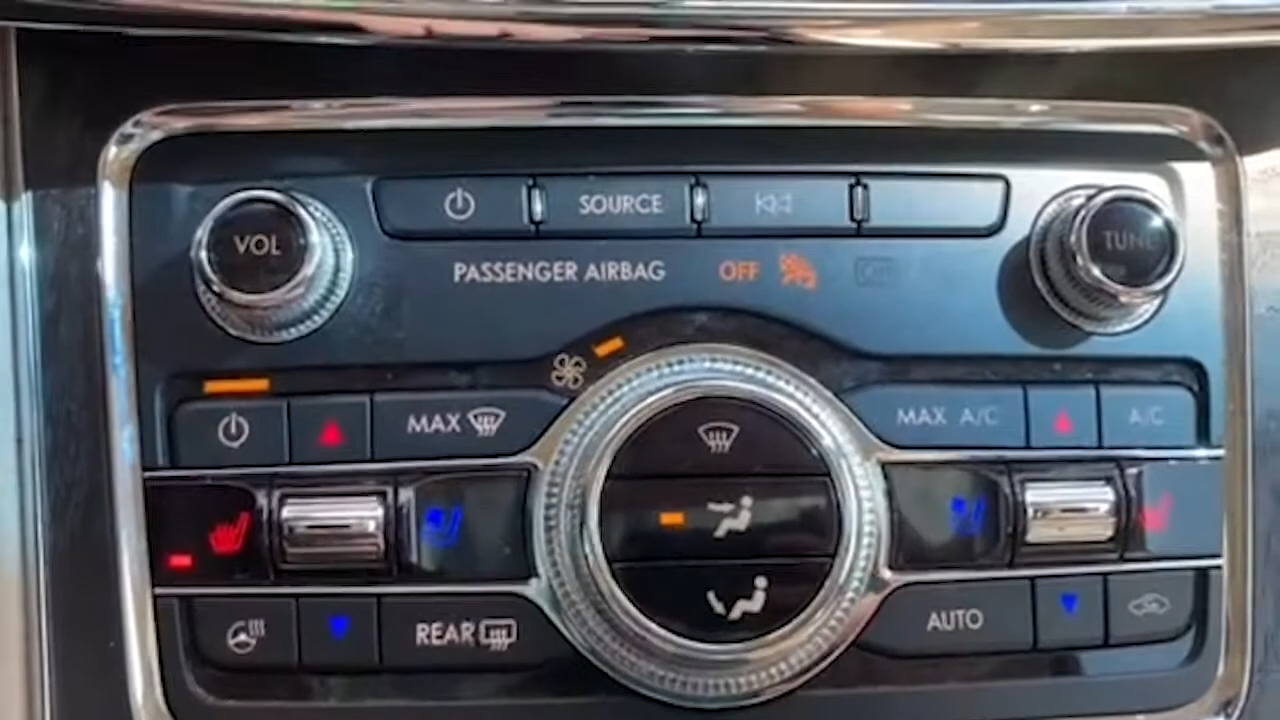 SOURCE
VOL
TUNE
PASSENGER AIRBAG OFF
MAX
MAX A/C
A/C
REAR
AUTO